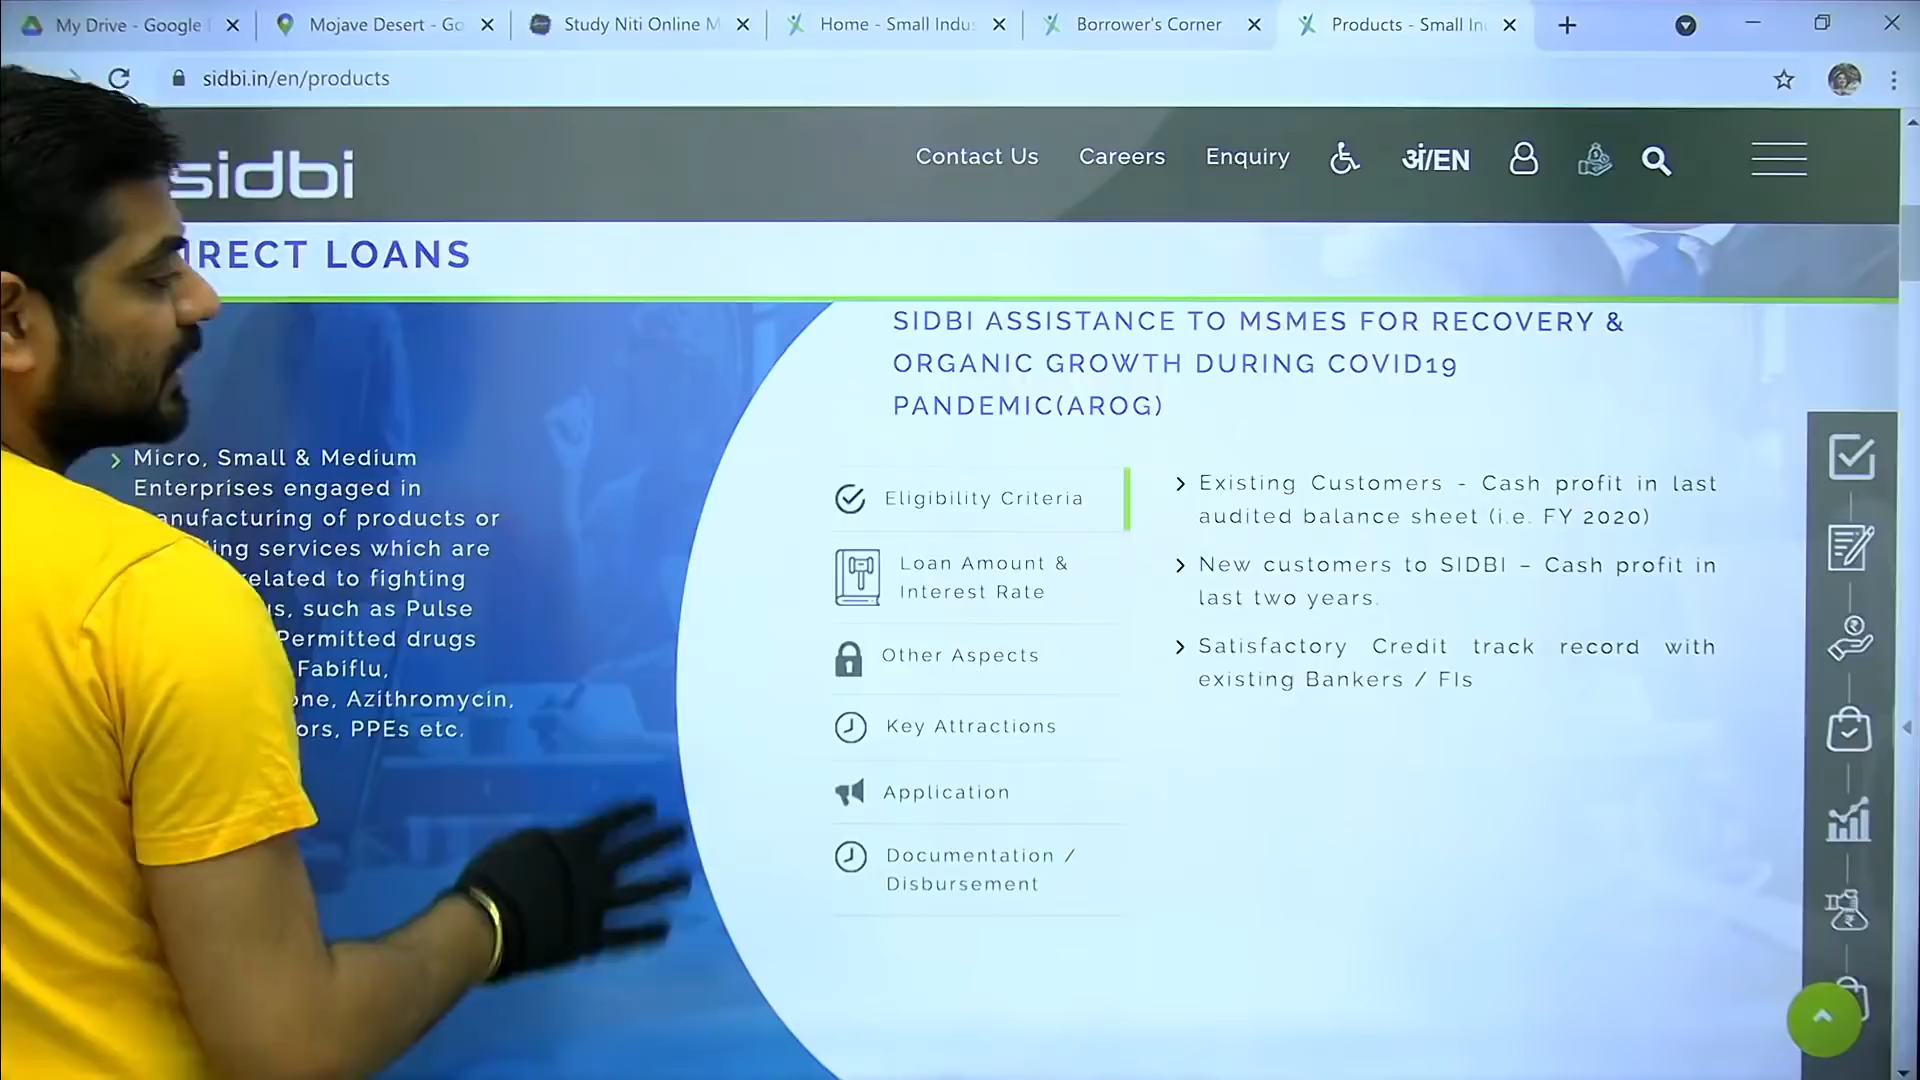 My Drive - Google
Mojave Desert - Go
Study Niti Online M
Home - Small Indus
Borrower's Corner
Products - Small In
sidbi.in/en/products
sidbi
Contact Us
Careers
Enquiry
अं/EN
IRECT LOANS
SIDBI ASSISTANCE TO MSMES FOR RECOVERY &
ORGANIC GROWTH DURING COVID19
PANDEMIC(AROG)
Micro, Small & Medium
Enterprises engaged in
anufacturing of products or
ing services which are
elated to fighting
us, such as Pulse
Permitted drugs
Fabiflu,
one, Azithromycin,
ors, PPEs etc.
Eligibility Criteria
Loan Amount &
Interest Rate
Other Aspects
Key Attractions
Application
Documentation /
Disbursement
Existing Customers - Cash profit in last
audited balance sheet (i.e. FY 2020)
New customers to SIDBI – Cash profit in
last two years.
Satisfactory Credit track record with
existing Bankers / FIs